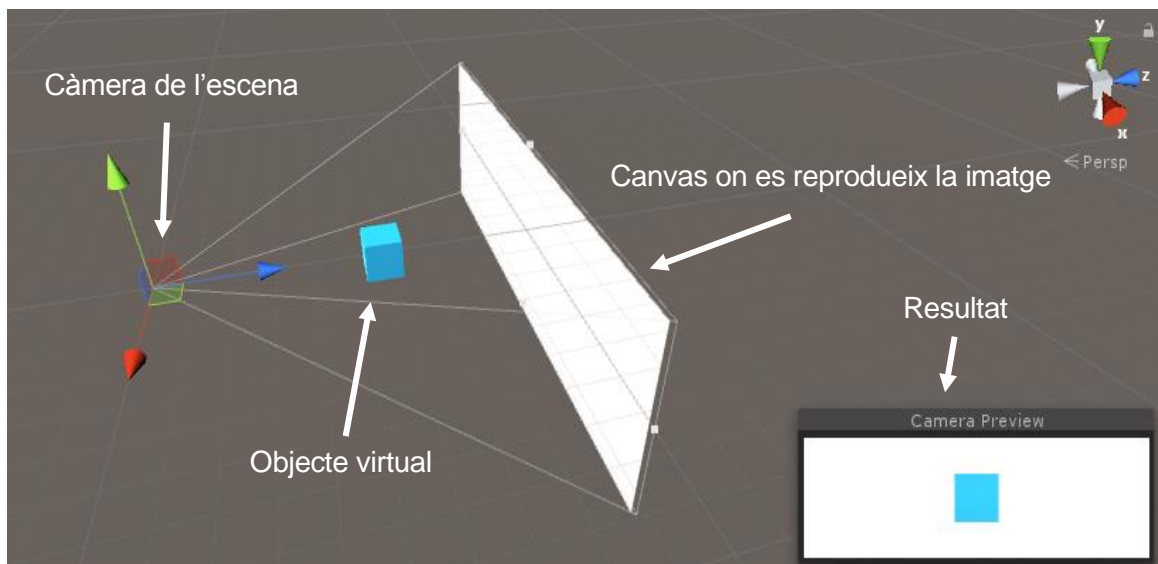 y
Càmera de l'escena
z
x
< Persp
Canvas on es reprodueix la imatge
Resultat
Camera Preview
Objecte virtual